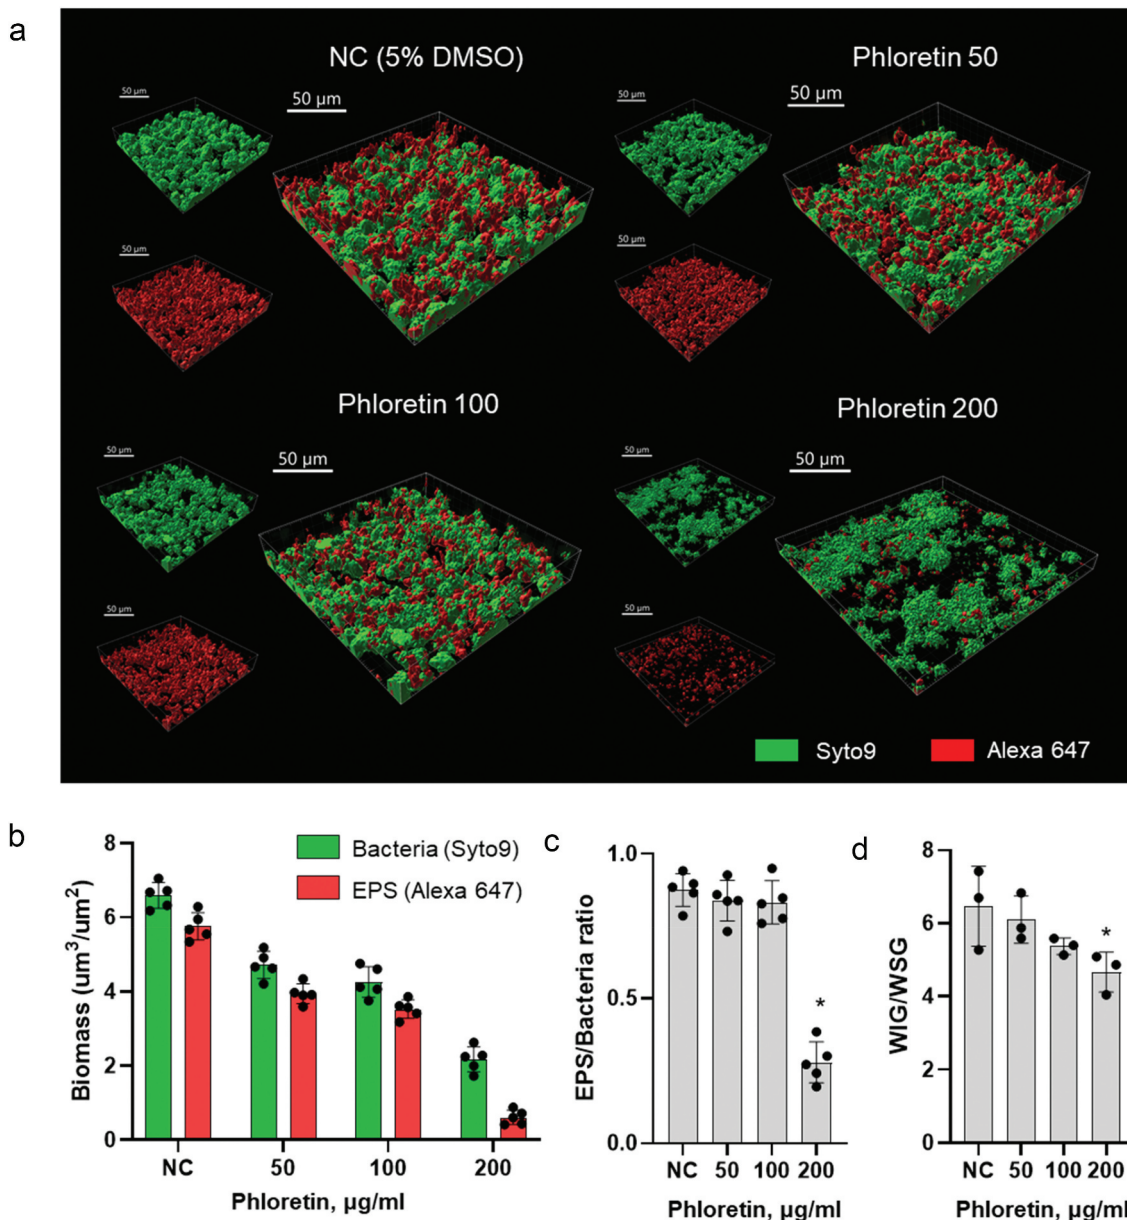 a
NC (5% DMSO)
Phloretin 50
50 µm
50 µm
50 µm
50 µm
50 µm
50 µm
Phloretin 100
Phloretin 200
50 µm
50 µm
50 µm
50 µm
50 µm
50 µm
Syto9
Alexa 647
b
8
6
4
2
0
Biomass (um³/um²)
Bacteria (Syto9)
EPS (Alexa 647)
NC
50
100
200
Phloretin, µg/ml
c
1.0
0.5
0.0
EPS/Bacteria ratio
*
NC
50
100
200
Phloretin, µg/ml
d
8
6
4
2
0
WIG/WSG
*
NC
50
100
200
Phloretin, µg/ml